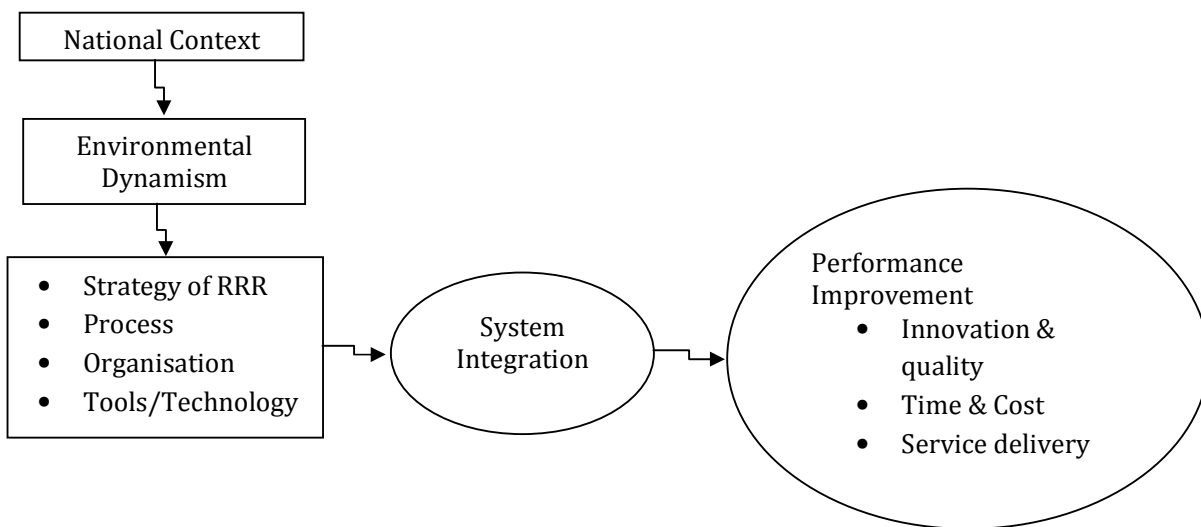 National Context
Environmental
Dynamism
• Strategy of RRR
• Process
• Organisation
• Tools/Technology
System
Integration
Performance
Improvement
• Innovation &
quality
• Time & Cost
• Service delivery